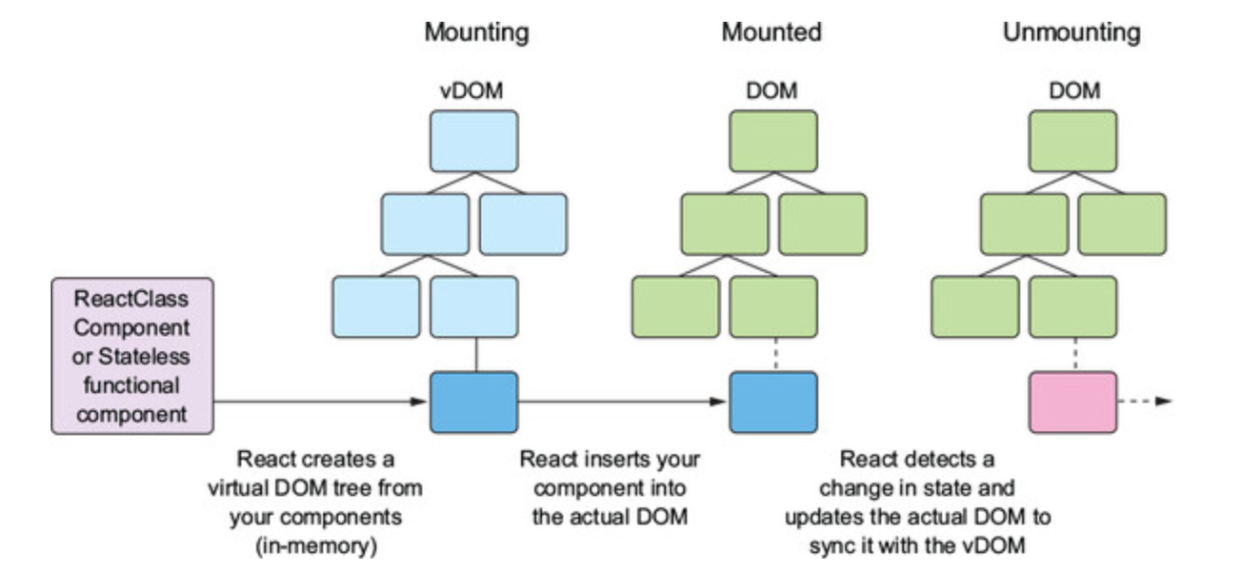 Mounting
Mounted
Unmounting
vDOM
DOM
DOM
ReactClass
Component
or Stateless
functional
component
React creates a
virtual DOM tree from
your components
(in-memory)
React inserts your
component into
the actual DOM
React detects a
change in state and
updates the actual DOM to
sync it with the vDOM